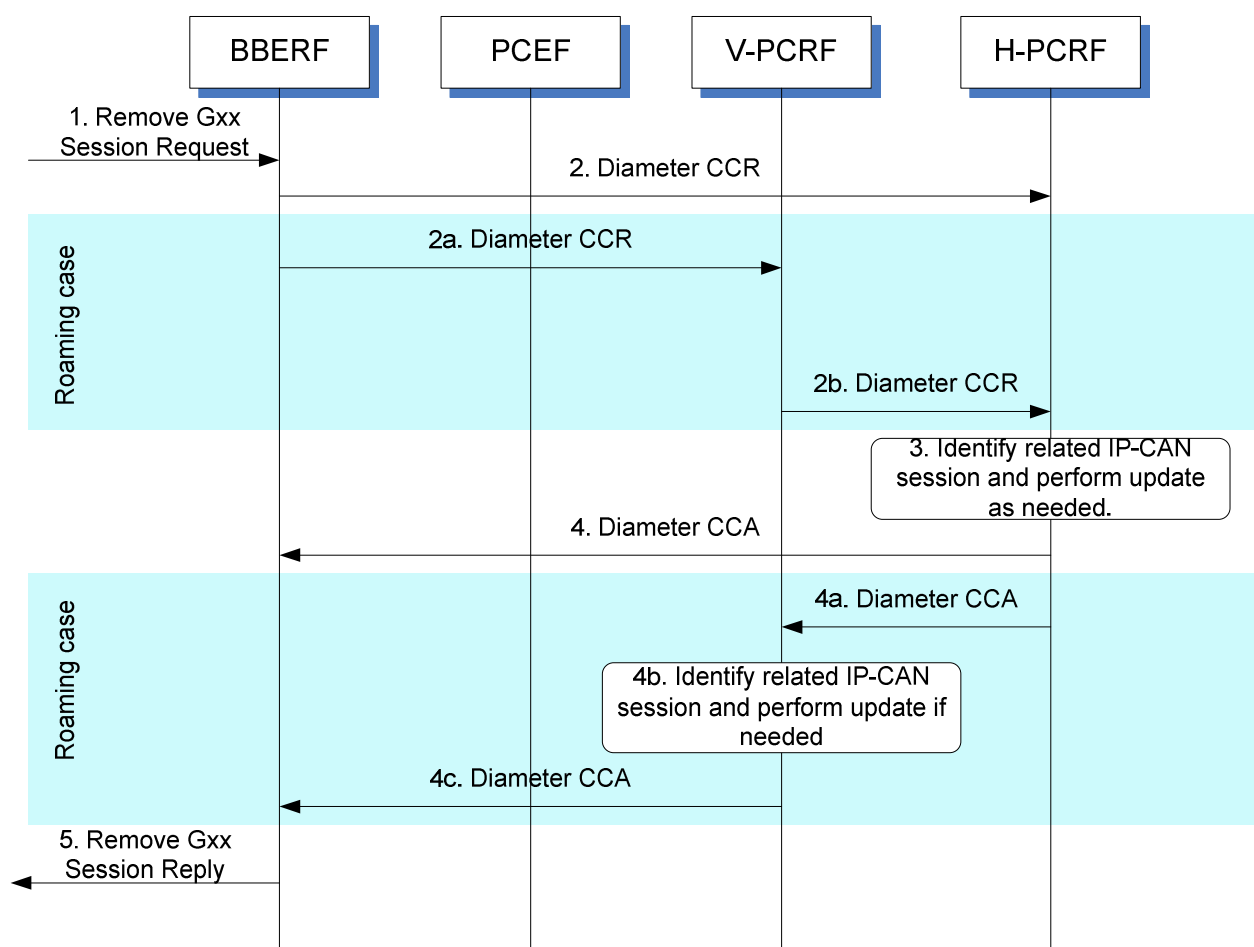 BBERF
PCEF
V-PCRF
H-PCRF
1. Remove Gxx
Session Request
2. Diameter CCR
Roaming case
2a. Diameter CCR
2b. Diameter CCR
3. Identify related IP-CAN
session and perform update
as needed.
4. Diameter CCA
Roaming case
4a. Diameter CCA
4b. Identify related IP-CAN
session and perform update if
needed
4c. Diameter CCA
5. Remove Gxx
Session Reply